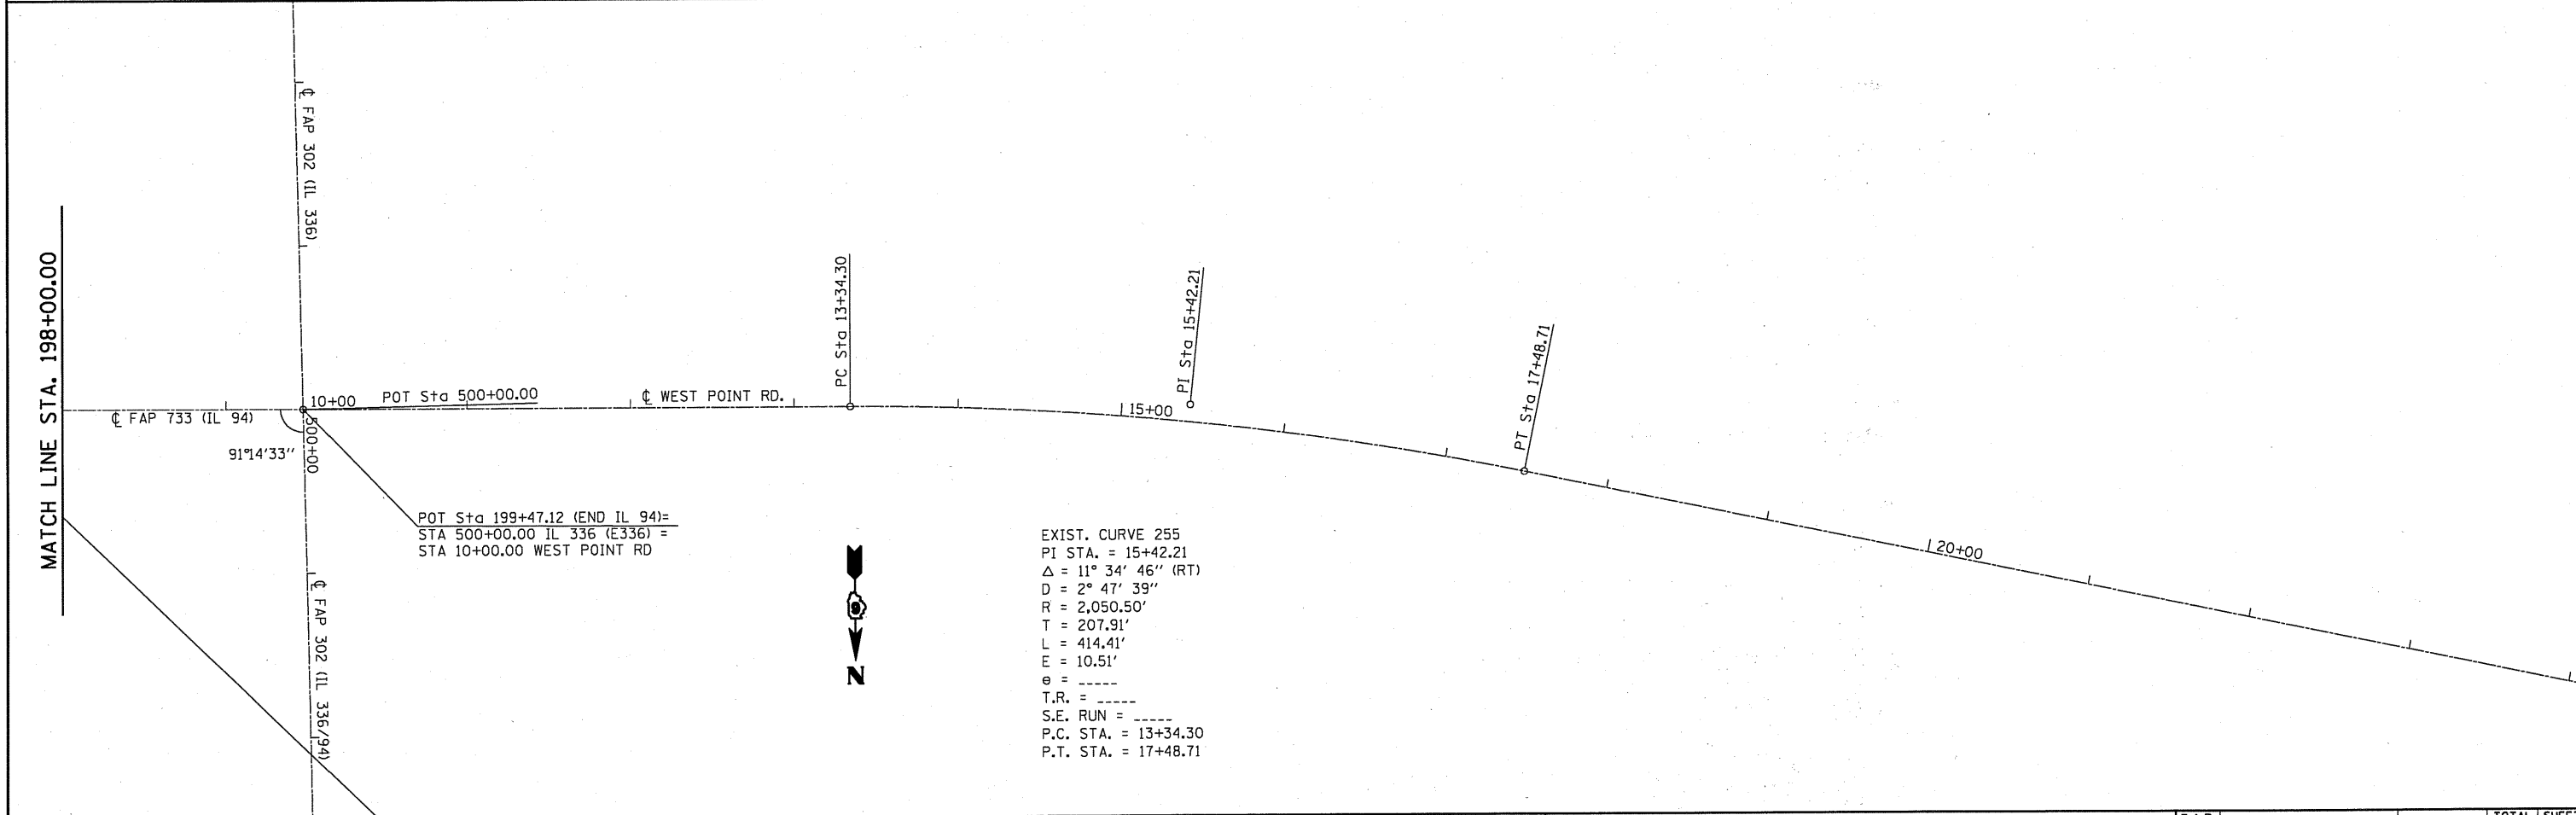 MATCH LINE STA. 198+00.00
℄ FAP 302 (IL 336)
℄ FAP 733 (IL 94)
10+00
POT Sta 500+00.00
500+00
91°14'33"
℄ WEST POINT RD.
PC Sta 13+34.30
15+00
PI Sta 15+42.21
PT Sta 17+48.71
20+00
POT Sta 199+47.12 (END IL 94)=
STA 500+00.00 IL 336 (E336) =
STA 10+00.00 WEST POINT RD
℄ FAP 302 (IL 336/94)
9
N
EXIST. CURVE 255
PI STA. = 15+42.21
Δ = 11° 34' 46" (RT)
D = 2° 47' 39"
R = 2,050.50'
T = 207.91'
L = 414.41'
E = 10.51'
e = _____
T.R. = _____
S.E. RUN = _____
P.C. STA. = 13+34.30
P.T. STA. = 17+48.71
TOTAL